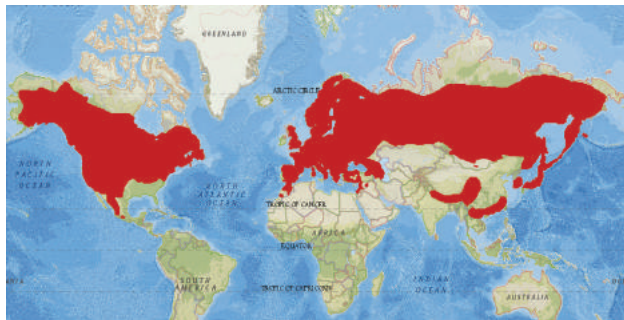 GREENLAND
ARCTIC CIRCLE
NORTH
PACIFIC
OCEAN
NORTH
ATLANTIC
OCEAN
TROPIC OF CANCER
AFRICA
EQUATOR
SOUTH
AMERICA
INDIAN
OCEAN
TROPIC OF CAPRICORN
AUSTRALIA